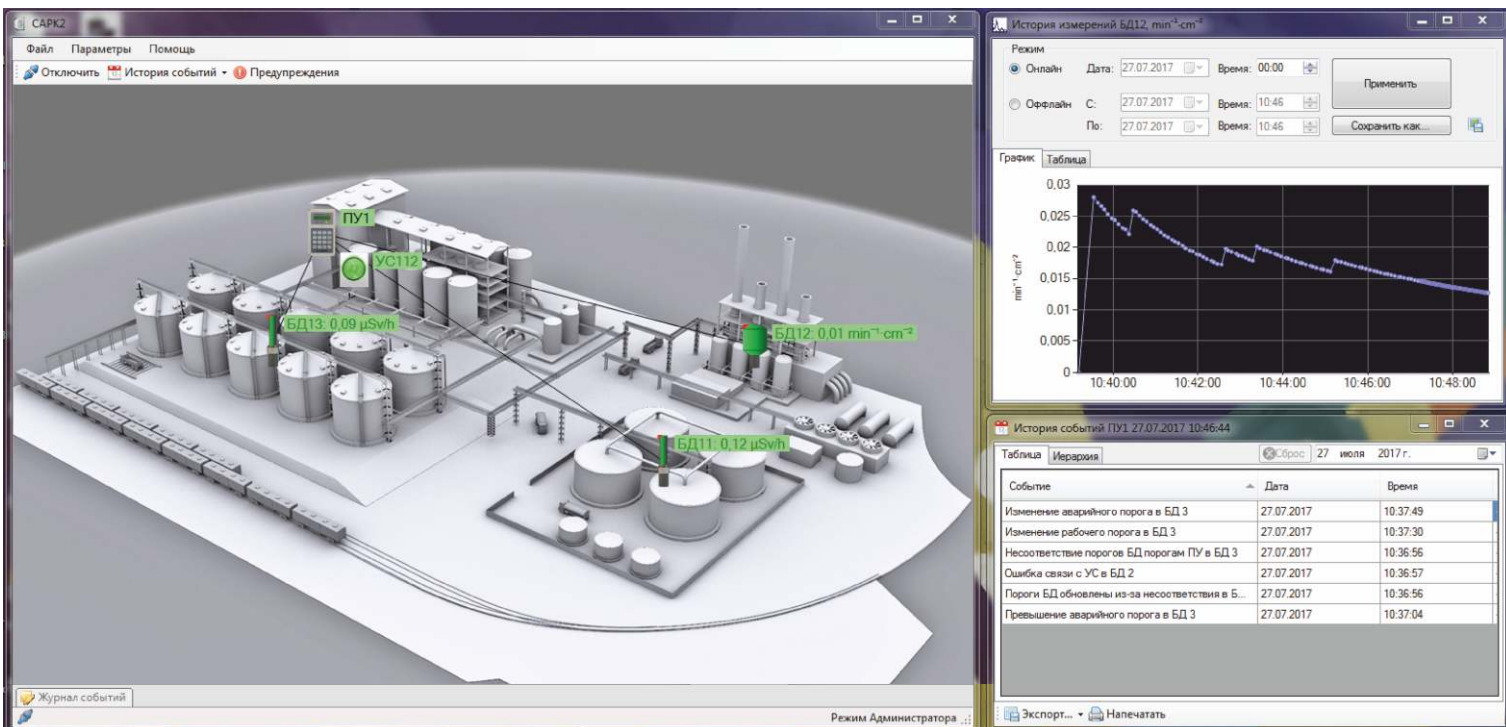 САРК2
Файл Параметры Помощь
Отключить История событий Предупреждения
ПУ1
УС112
БД13: 0,09 µSv/h
БД12: 0,01 min⁻¹·cm⁻²
БД11: 0,12 µSv/h
Журнал событий
Режим Администратора
История измерений БД12, min⁻¹·cm⁻²
Режим
Онлайн Дата: 27.07.2017 Время: 00:00
Применить
Оффлайн С: 27.07.2017 Время: 10:46
По: 27.07.2017 Время: 10:46 Сохранить как...
График Таблица
0,03
0,025
0,02
0,015
0,01
0,005
0
min⁻¹·cm⁻²
10:40:00 10:42:00 10:44:00 10:46:00 10:48:00
История событий ПУ1 27.07.2017 10:46:44
Таблица Иерархия Сброс 27 июля 2017 г.
Событие Дата Время
Изменение аварийного порога в БД 3 27.07.2017 10:37:49
Изменение рабочего порога в БД 3 27.07.2017 10:37:30
Несоответствие порогов БД порогам ПУ в БД 3 27.07.2017 10:36:56
Ошибка связи с УС в БД 2 27.07.2017 10:36:57
Пороги БД обновлены из-за несоответствия в Б... 27.07.2017 10:36:56
Превышение аварийного порога в БД 3 27.07.2017 10:37:04
Экспорт... Напечатать